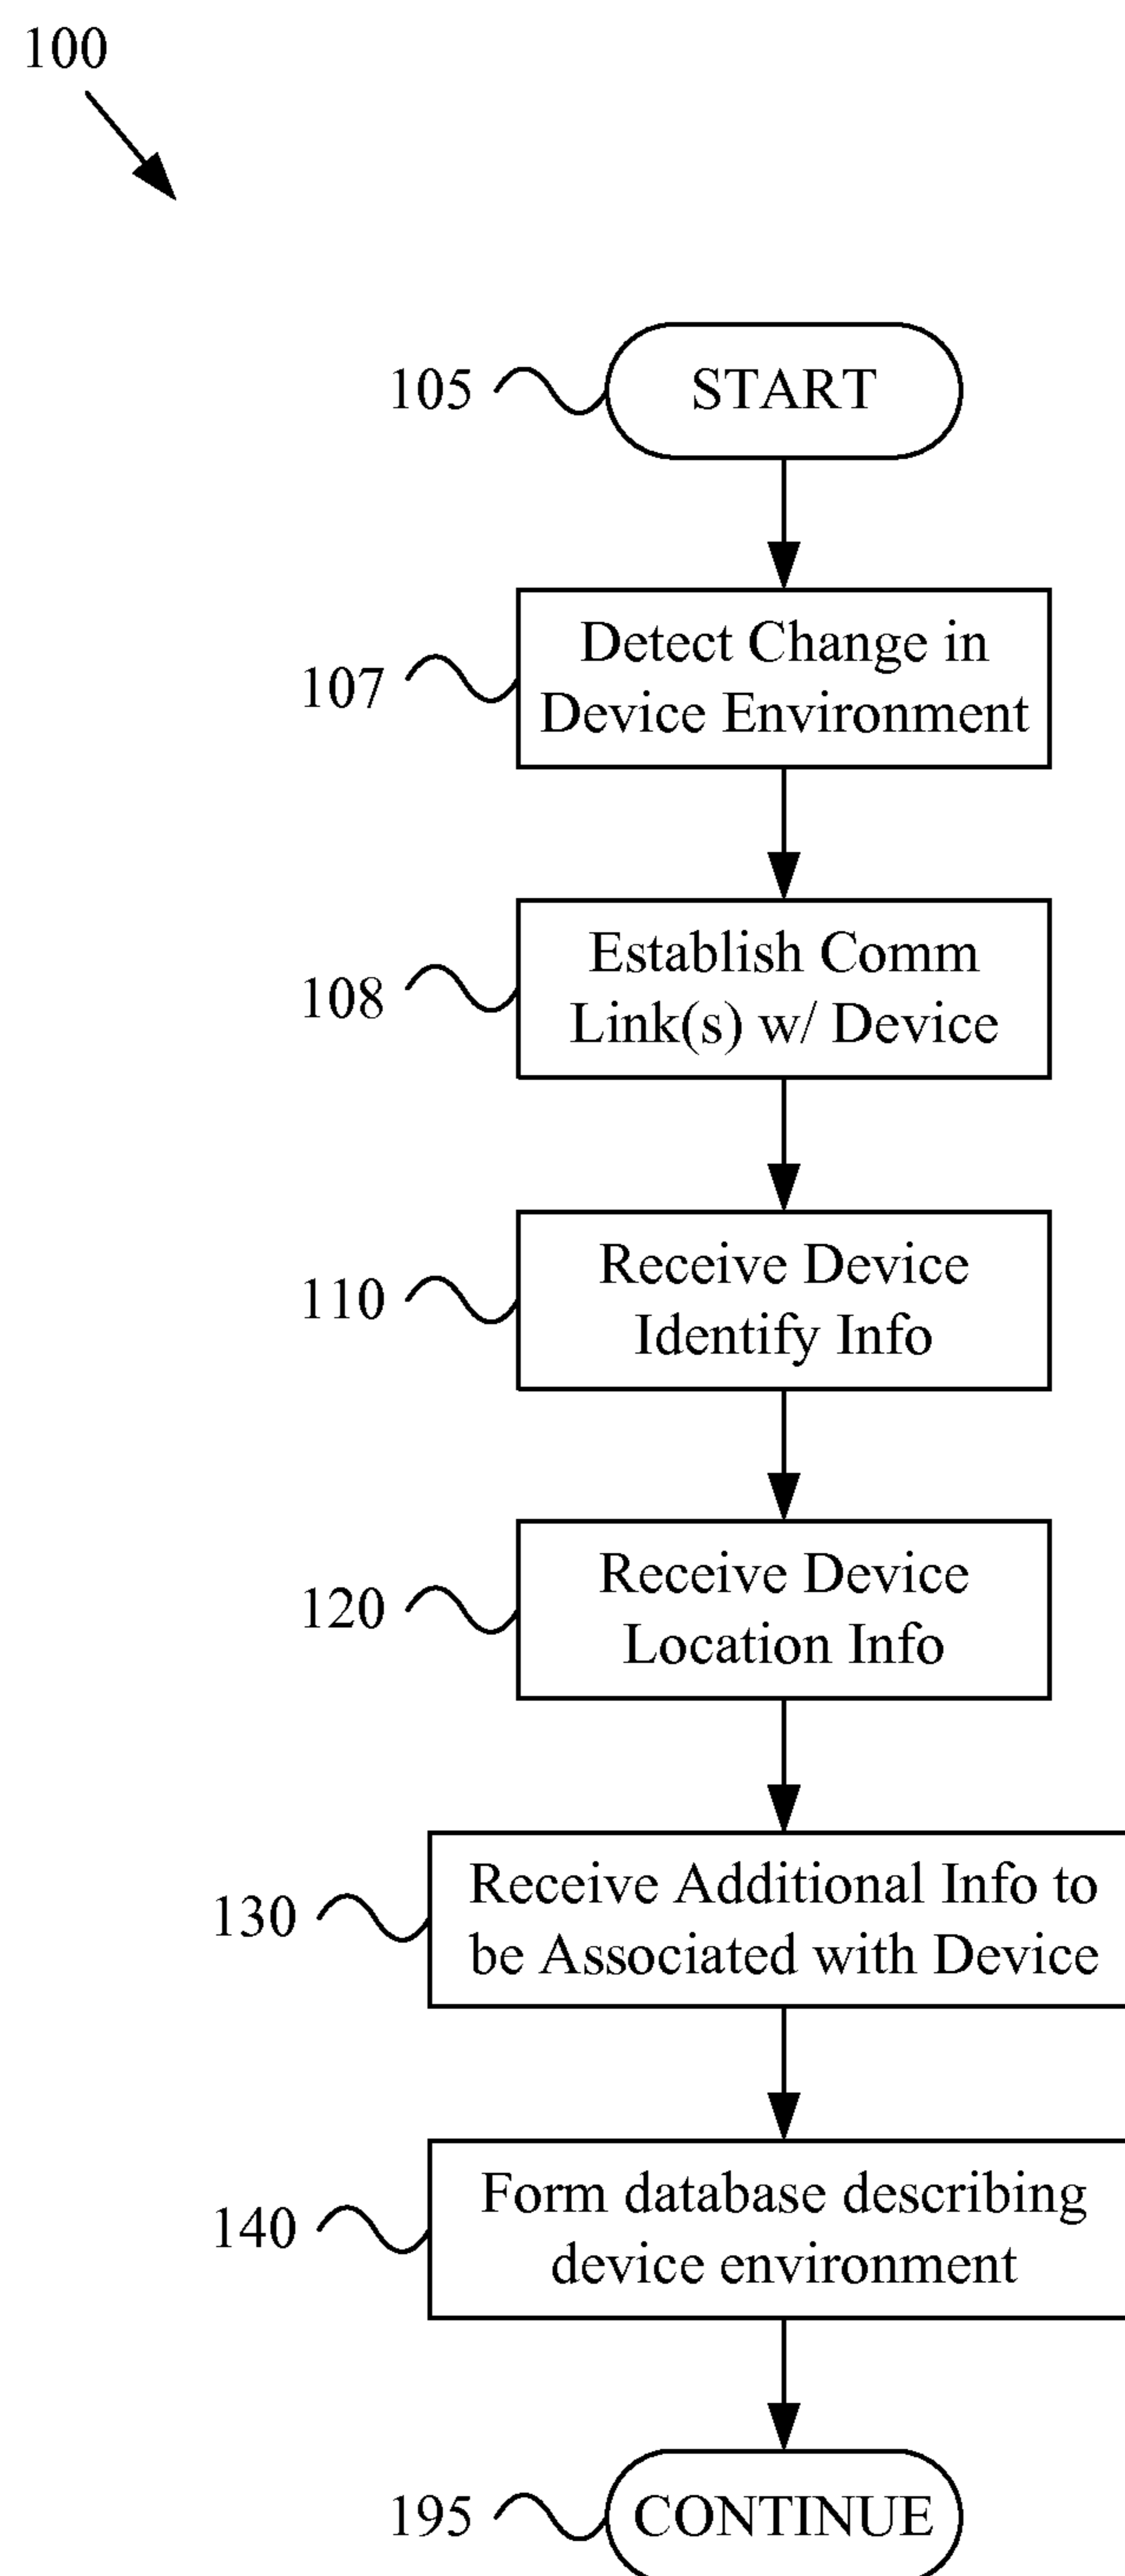 100
105
START
107
Detect Change in
Device Environment
108
Establish Comm
Link(s) w/ Device
110
Receive Device
Identify Info
120
Receive Device
Location Info
130
Receive Additional Info to
be Associated with Device
140
Form database describing
device environment
195
CONTINUE